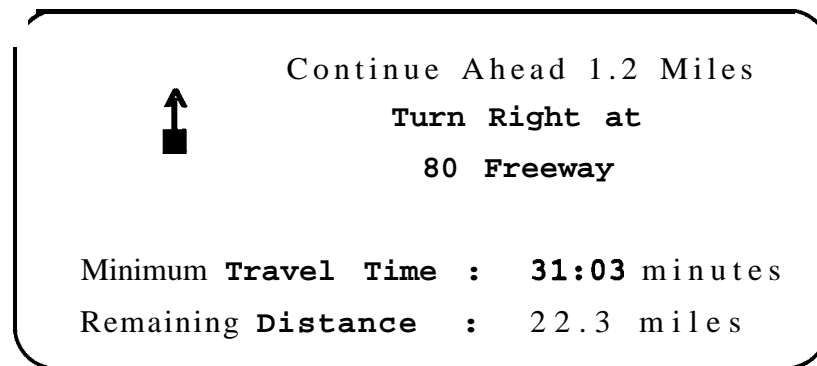 Continue Ahead 1.2 Miles
Turn Right at
80 Freeway
Minimum Travel Time : 31:03 minutes
Remaining Distance : 22.3 miles